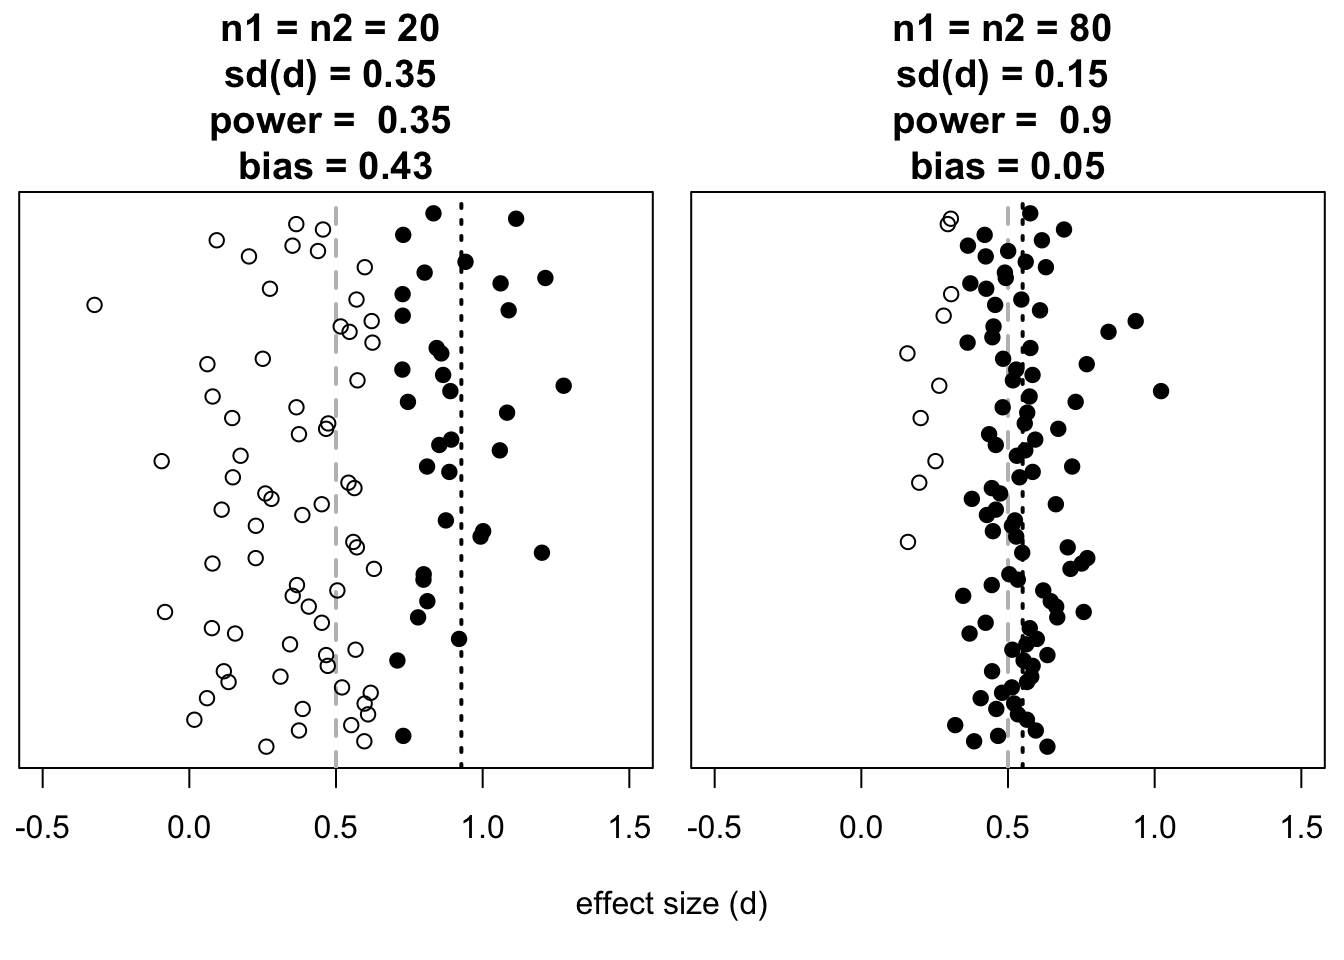 n1 = n2 = 20
sd(d) = 0.35
power =  0.35
bias = 0.43
n1 = n2 = 80
sd(d) = 0.15
power =  0.9
bias = 0.05
-0.5 0.0 0.5 1.0 1.5
-0.5 0.0 0.5 1.0 1.5
effect size (d)